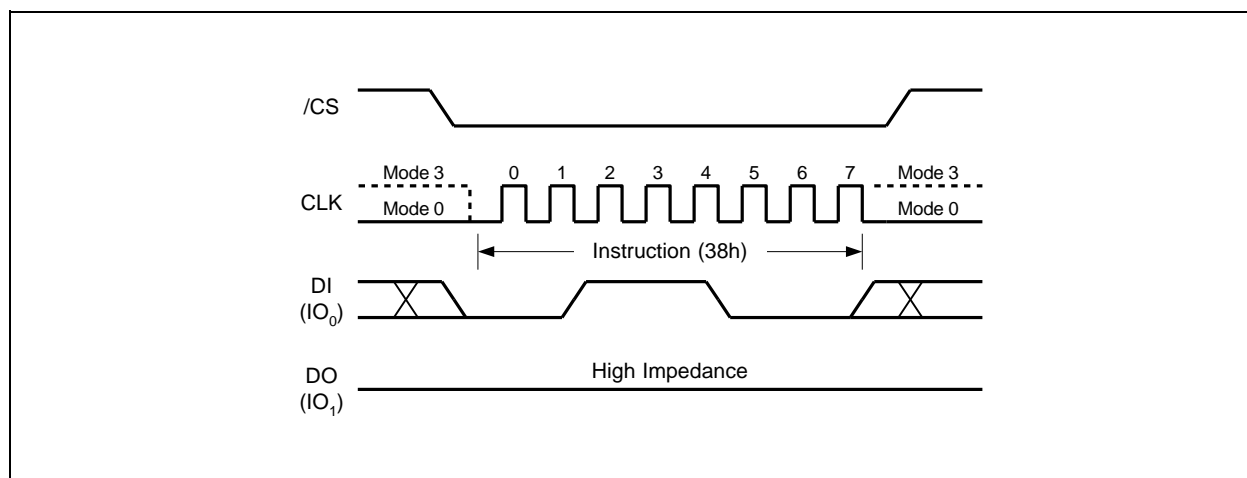 /CS
Mode 3 0 1 2 3 4 5 6 7 Mode 3
CLK Mode 0 Mode 0
Instruction (38h)
DI
(IO₀)
High Impedance
DO
(IO₁)